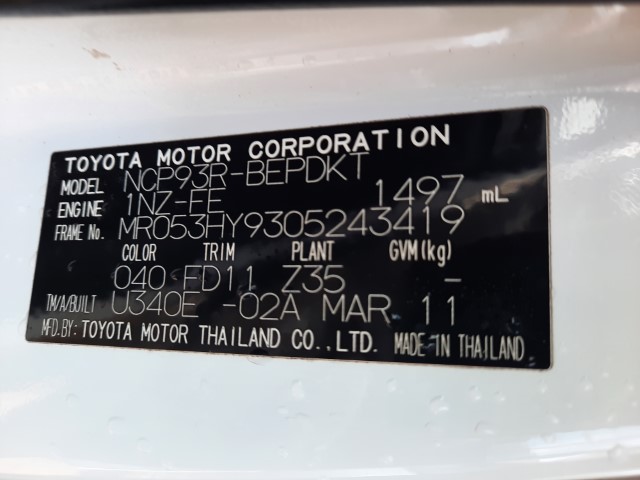 TOYOTA MOTOR CORPORATION
MODEL NCP93R-BEPDKT
ENGINE 1NZ-FE 1497 mL
FRAME No. MR053HY9305243419
COLOR TRIM PLANT GVM(kg)
040 FD11 Z35 -
TM/A/BUILT U340E -02A MAR 11
MFD.BY: TOYOTA MOTOR THAILAND CO.,LTD. MADE IN THAILAND